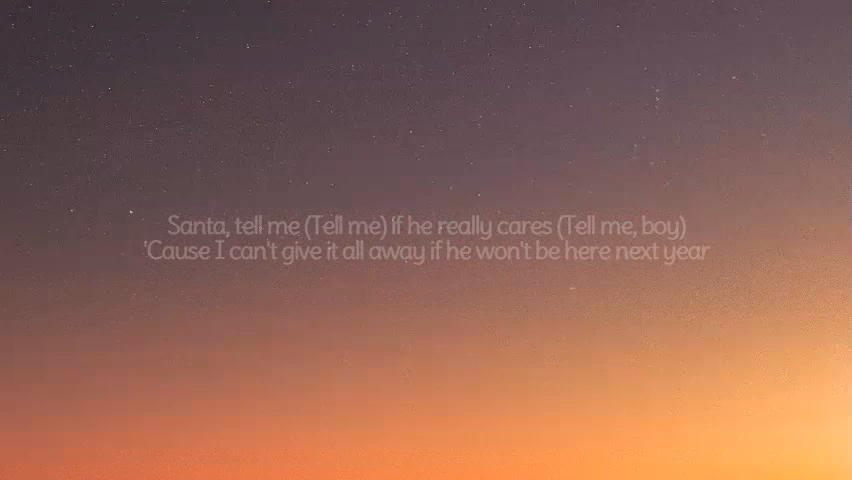 Santa, tell me (Tell me) if he really cares (Tell me, boy)
'Cause I can't give it all away if he won't be here next year